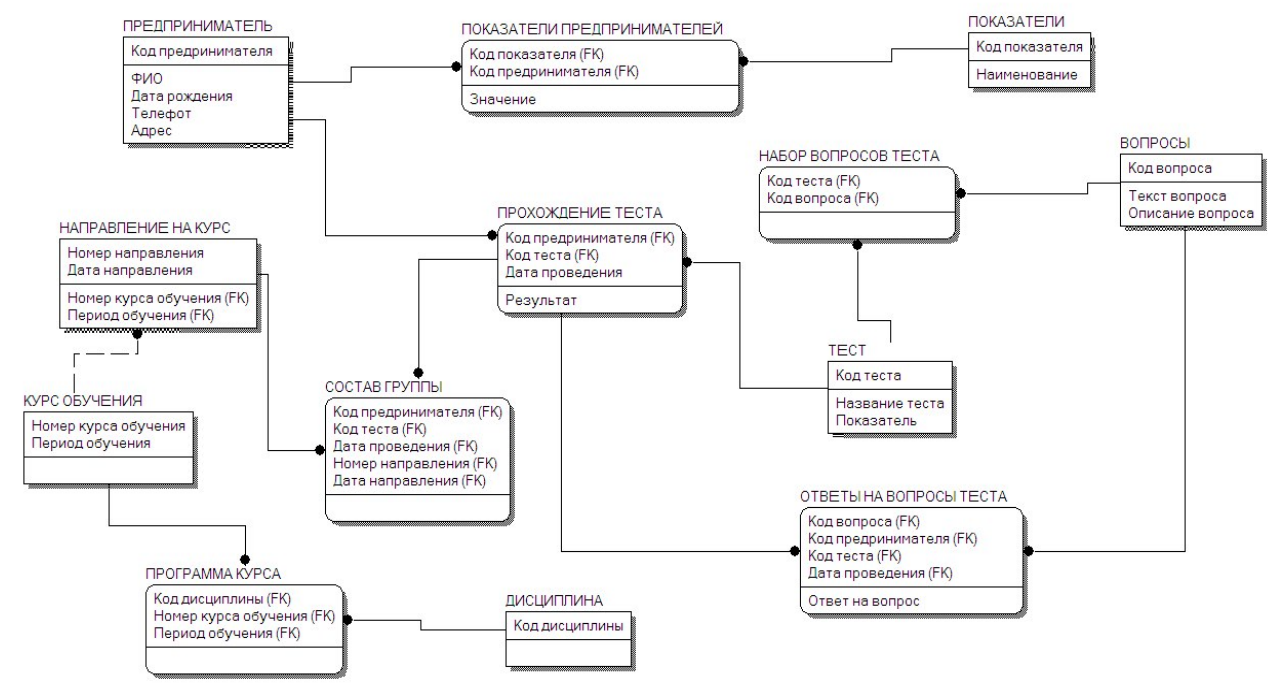 ПРЕДПРИНИМАТЕЛЬ
Код предринимателя
ФИО
Дата рождения
Телефот
Адрес
ПОКАЗАТЕЛИ ПРЕДПРИНИМАТЕЛЕЙ
Код показателя (FK)
Код предринимателя (FK)
Значение
ПОКАЗАТЕЛИ
Код показателя
Наименование
НАБОР ВОПРОСОВ ТЕСТА
Код теста (FK)
Код вопроса (FK)
ВОПРОСЫ
Код вопроса
Текст вопроса
Описание вопроса
НАПРАВЛЕНИЕ НА КУРС
Номер направления
Дата направления
Номер курса обучения (FK)
Период обучения (FK)
ПРОХОЖДЕНИЕ ТЕСТА
Код предринимателя (FK)
Код теста (FK)
Дата проведения
Результат
ТЕСТ
Код теста
Название теста
Показатель
КУРС ОБУЧЕНИЯ
Номер курса обучения
Период обучения
СОСТАВ ГРУППЫ
Код предринимателя (FK)
Код теста (FK)
Дата проведения (FK)
Номер направления (FK)
Дата направления (FK)
ОТВЕТЫ НА ВОПРОСЫ ТЕСТА
Код вопроса (FK)
Код предринимателя (FK)
Код теста (FK)
Дата проведения (FK)
Ответ на вопрос
ПРОГРАММА КУРСА
Код дисциплины (FK)
Номер курса обучения (FK)
Период обучения (FK)
ДИСЦИПЛИНА
Код дисциплины